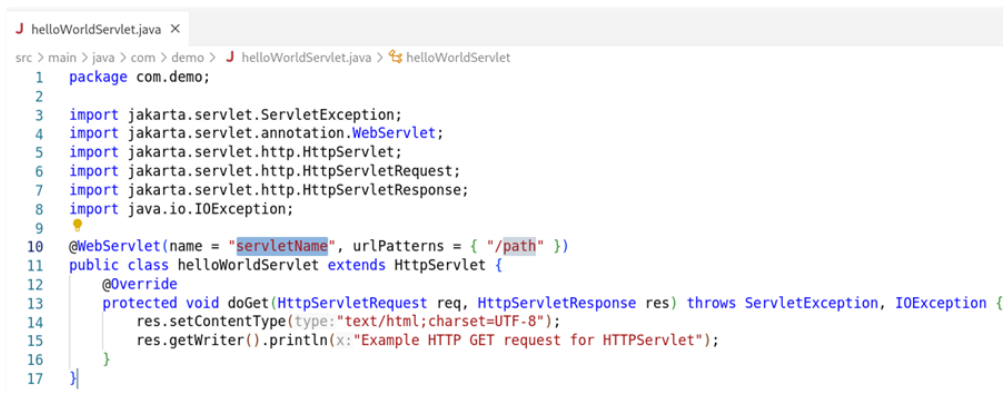 J helloWorldServlet.java ×
src > main > java > com > demo > J helloWorldServlet.java > helloWorldServlet
1 package com.demo;
2
3 import jakarta.servlet.ServletException;
4 import jakarta.servlet.annotation.WebServlet;
5 import jakarta.servlet.http.HttpServlet;
6 import jakarta.servlet.http.HttpServletRequest;
7 import jakarta.servlet.http.HttpServletResponse;
8 import java.io.IOException;
9
10 @WebServlet(name = "servletName", urlPatterns = { "/path" })
11 public class helloWorldServlet extends HttpServlet {
12     @Override
13     protected void doGet(HttpServletRequest req, HttpServletResponse res) throws ServletException, IOException {
14         res.setContentType(type:"text/html;charset=UTF-8");
15         res.getWriter().println(x:"Example HTTP GET request for HTTPServlet");
16     }
17 }